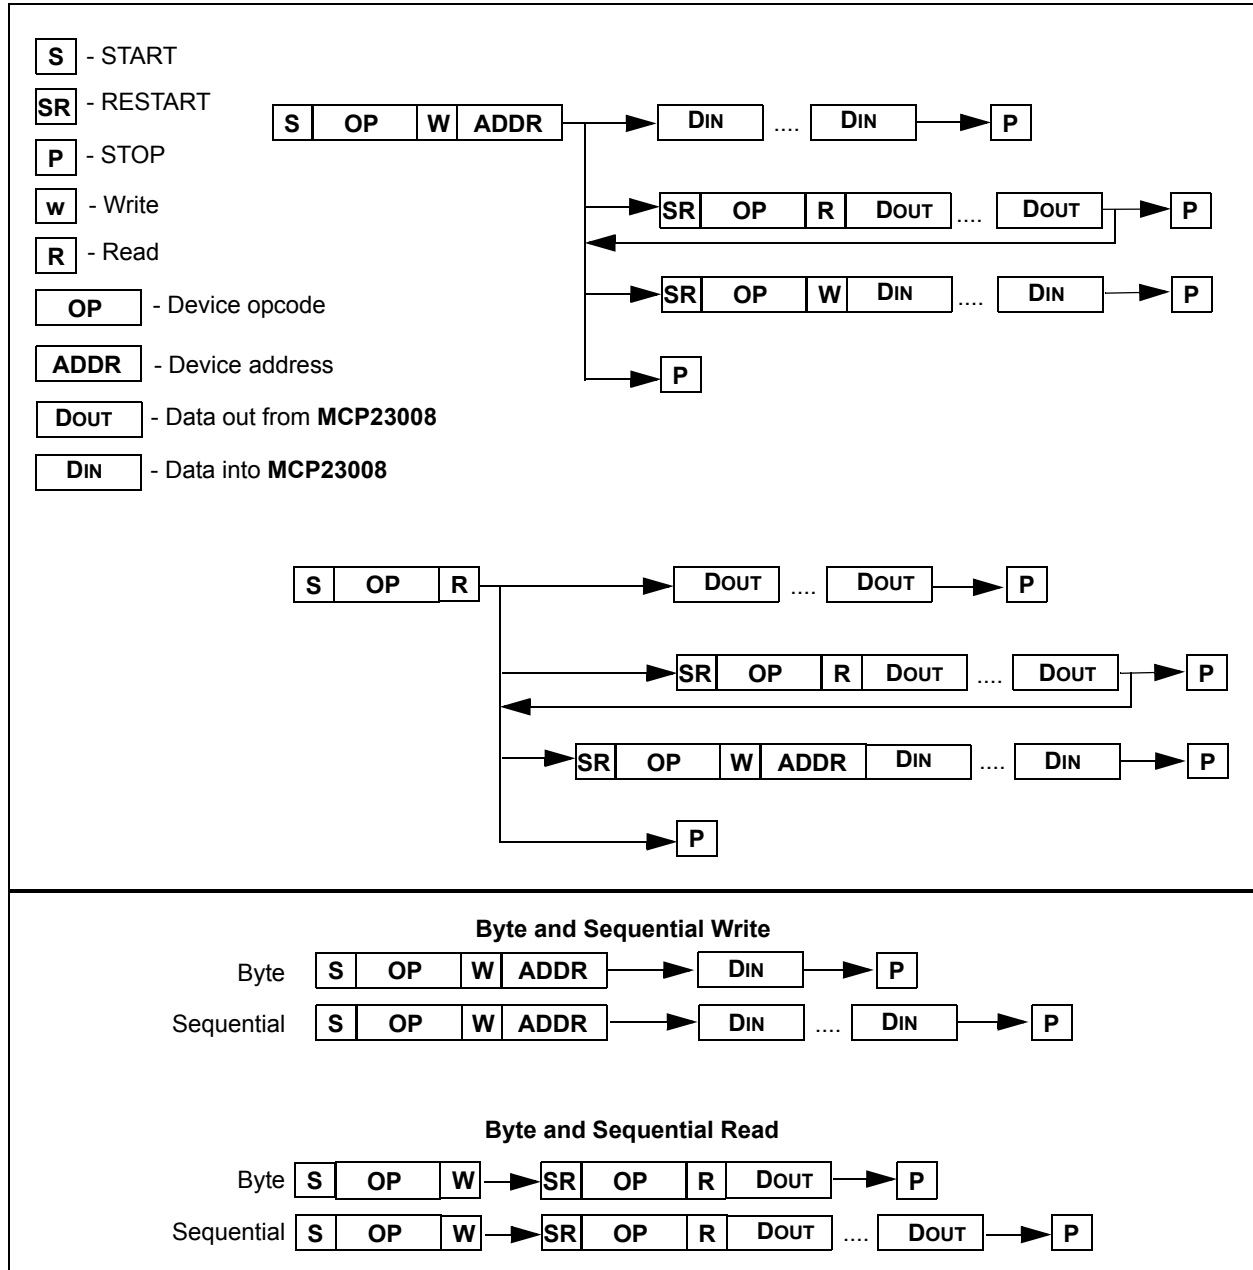 S - START
SR - RESTART
P - STOP
w - Write
R - Read
OP - Device opcode
ADDR - Device address
DOUT - Data out from MCP23008
DIN - Data into MCP23008
S OP W ADDR DIN .... DIN P
SR OP R DOUT .... DOUT P
SR OP W DIN .... DIN P
P
S OP R DOUT .... DOUT P
SR OP R DOUT .... DOUT P
SR OP W ADDR DIN .... DIN P
P
Byte and Sequential Write
Byte S OP W ADDR DIN P
Sequential S OP W ADDR DIN .... DIN P
Byte and Sequential Read
Byte S OP W SR OP R DOUT P
Sequential S OP W SR OP R DOUT .... DOUT P